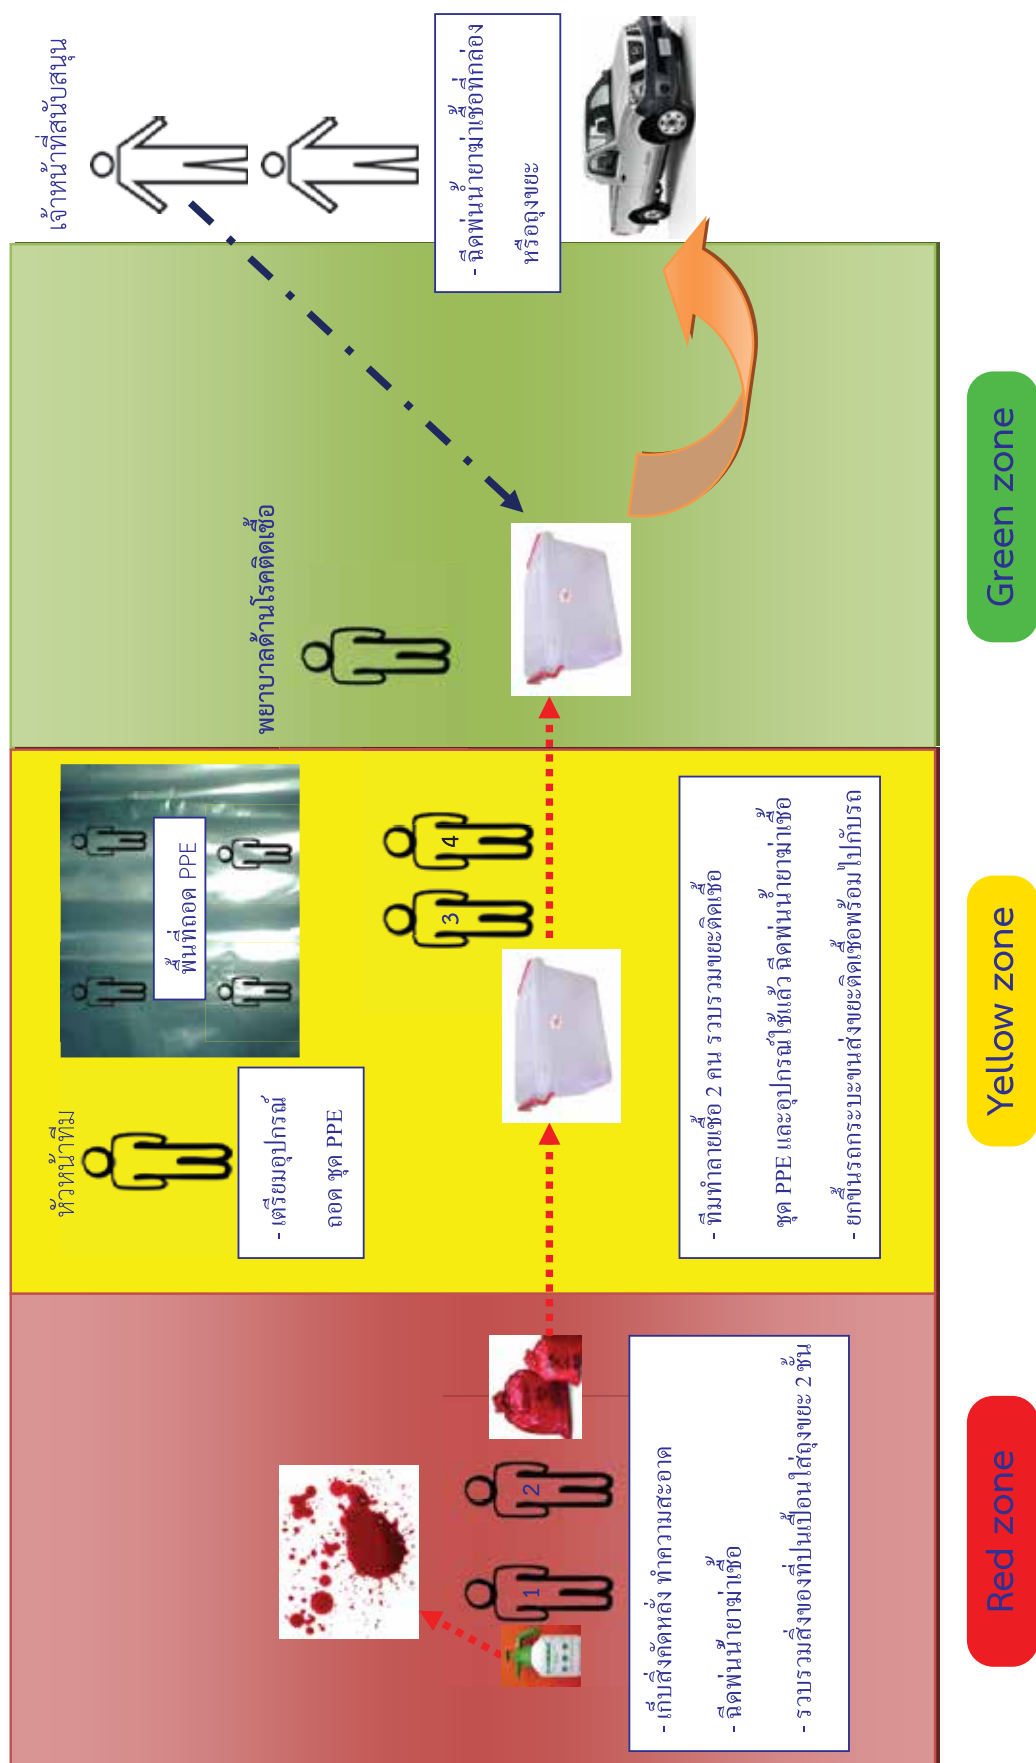 เจ้าหน้าที่สนับสนุน
- ฉีดพ่นน้ำยาฆ่าเชื้อที่กล่อง
หรือถุงขยะ
พยาบาลด้านโรคติดเชื้อ
หัวหน้าทีม
- เตรียมอุปกรณ์
ถอด ชุด PPE
พื้นที่ถอด PPE
3
4
- ทีมทำลายเชื้อ 2 คน รวบรวมขยะติดเชื้อ
ชุด PPE และอุปกรณ์ใช้แล้ว ฉีดพ่นน้ำยาฆ่าเชื้อ
- ยกขึ้นรถกระบะขนส่งขยะติดเชื้อพร้อมไปกับรถ
1
2
- เก็บสิ่งคัดหลั่ง ทำความสะอาด
- ฉีดพ่นน้ำยาฆ่าเชื้อ
- รวบรวมสิ่งของที่ปนเปื้อนใส่ถุงขยะ 2 ชั้น
Red zone
Yellow zone
Green zone